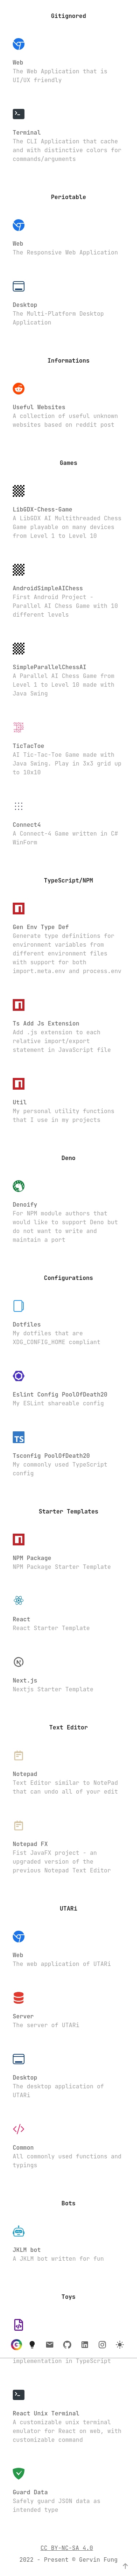 Gitignored
Web
The Web Application that is
UI/UX friendly
Terminal
The CLI Application that cache
and with distinctive colors for
commands/arguments
Periotable
Web
The Responsive Web Application
Desktop
The Multi-Platform Desktop
Application
Informations
Useful Websites
A collection of useful unknown
websites based on reddit post
Games
LibGDX-Chess-Game
A LibGDX AI Multithreaded Chess
Game playable on many devices
from Level 1 to Level 10
AndroidSimpleAIChess
First Android Project -
Parallel AI Chess Game with 10
different levels
SimpleParallelChessAI
A Parallel AI Chess Game from
Level 1 to Level 10 made with
Java Swing
TicTacToe
AI Tic-Tac-Toe Game made with
Java Swing. Play in 3x3 grid up
to 10x10
Connect4
A Connect-4 Game written in C#
WinForm
TypeScript/NPM
Gen Env Type Def
Generate type definitions for
environment variables from
different environment files
with support for both
import.meta.env and process.env
Ts Add Js Extension
Add .js extension to each
relative import/export
statement in JavaScript file
Util
My personal utility functions
that I use in my projects
Deno
Denoify
For NPM module authors that
would like to support Deno but
do not want to write and
maintain a port
Configurations
Dotfiles
My dotfiles that are
XDG_CONFIG_HOME compliant
Eslint Config PoolOfDeath20
My ESLint shareable config
TS
Tsconfig PoolOfDeath20
My commonly used TypeScript
config
Starter Templates
NPM Package
NPM Package Starter Template
React
React Starter Template
Next.js
Nextjs Starter Template
Text Editor
Notepad
Text Editor similar to NotePad
that can undo all of your edit
Notepad FX
Fist JavaFX project - an
upgraded version of the
previous Notepad Text Editor
UTARi
Web
The web application of UTARi
Server
The server of UTARi
Desktop
The desktop application of
UTARi
Common
All commonly used functions and
typings
Bots
JKLM bot
A JKLM bot written for fun
Toys
implementation in TypeScript
React Unix Terminal
A customizable unix terminal
emulator for React on web, with
customizable command
Guard Data
Safely guard JSON data as
intended type
CC BY-NC-SA 4.0
2022 - Present © Gervin Fung